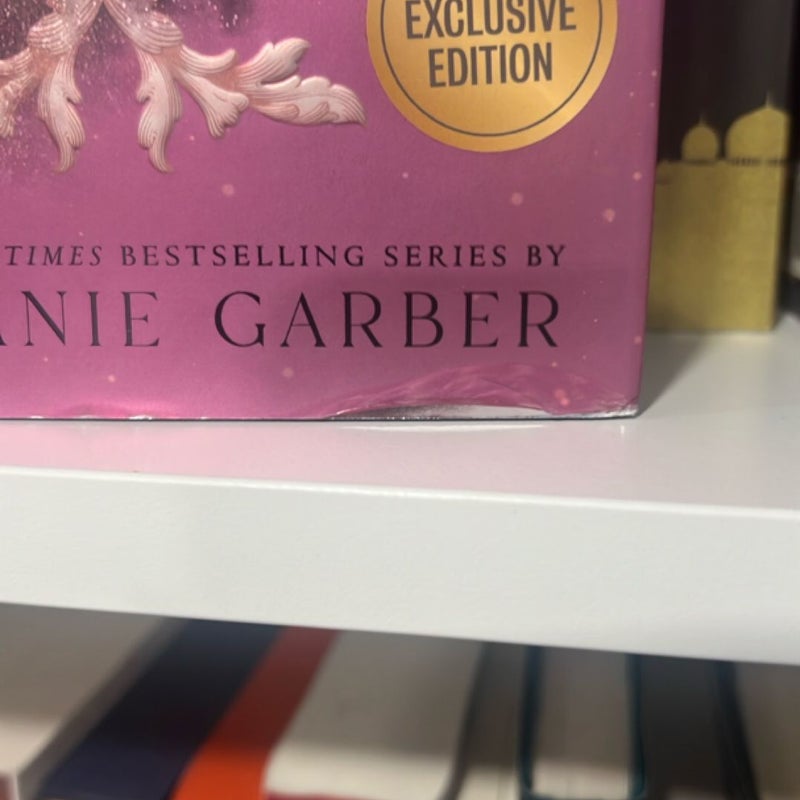 EXCLUSIVE
EDITION
TIMES BESTSELLING SERIES BY
ANIE GARBER